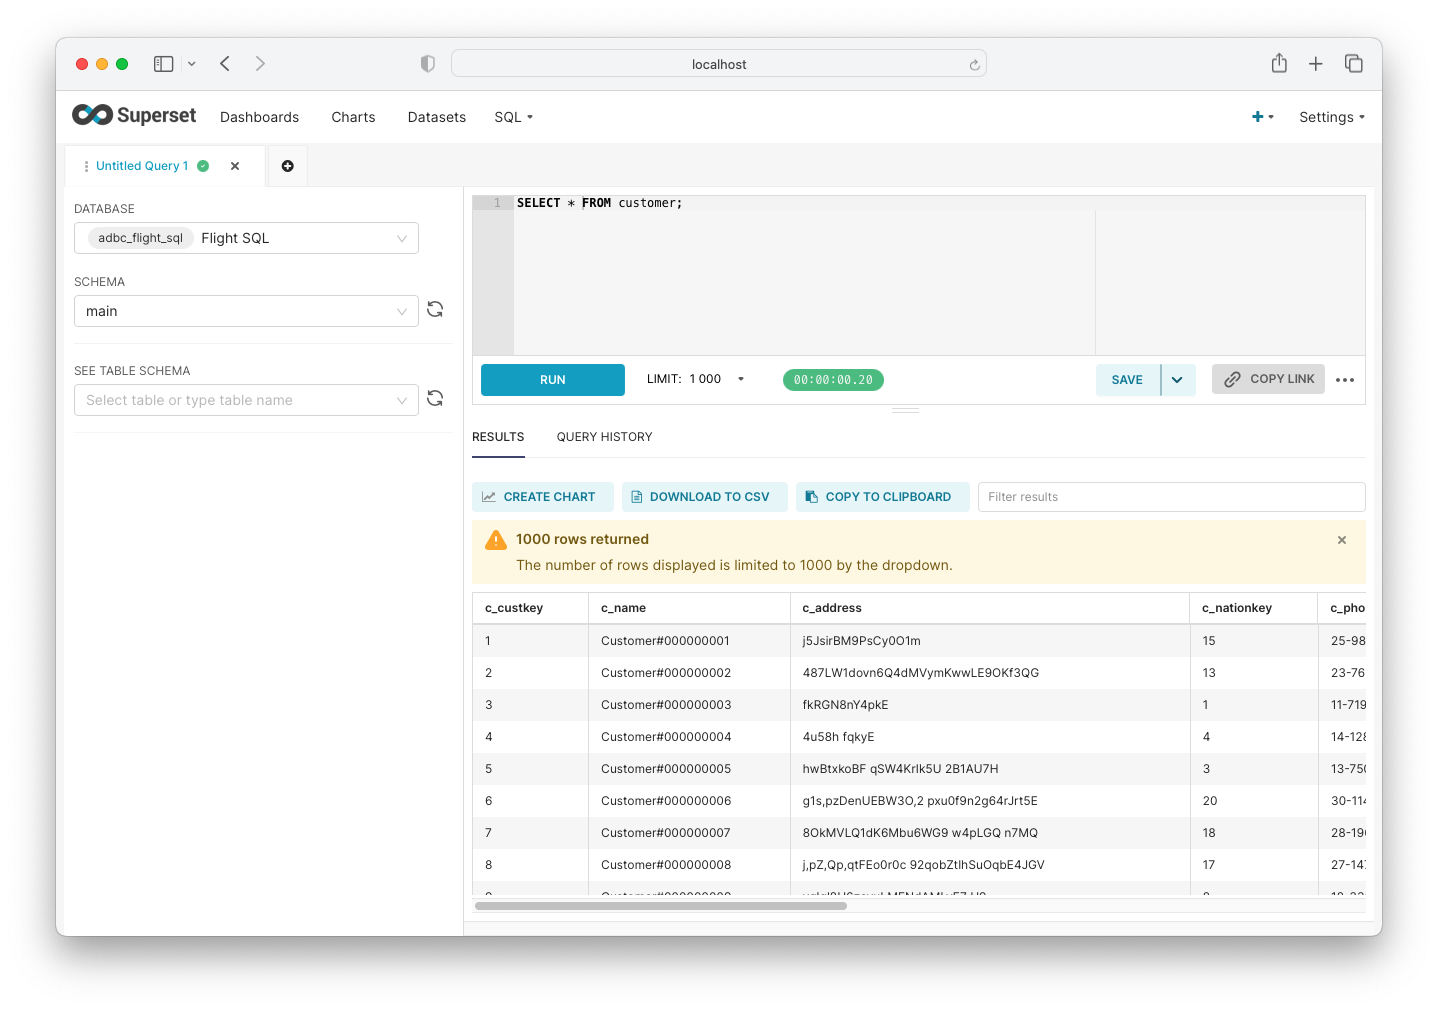 localhost
Superset Dashboards Charts Datasets SQL Settings
Untitled Query 1
DATABASE
adbc_flight_sql Flight SQL
SCHEMA
main
SEE TABLE SCHEMA
Select table or type table name
1 SELECT * FROM customer;
RUN LIMIT: 1 000 00:00:00.20 SAVE COPY LINK
RESULTS QUERY HISTORY
CREATE CHART DOWNLOAD TO CSV COPY TO CLIPBOARD Filter results
1000 rows returned
The number of rows displayed is limited to 1000 by the dropdown.
c_custkey c_name c_address c_nationkey c_pho
1 Customer#000000001 j5JsirBM9PsCy0O1m 15 25-98
2 Customer#000000002 487LW1dovn6Q4dMVymKwwLE9OKf3QG 13 23-76
3 Customer#000000003 fkRGN8nY4pkE 1 11-719
4 Customer#000000004 4u58h fqkyE 4 14-128
5 Customer#000000005 hwBtxkoBF qSW4KrIk5U 2B1AU7H 3 13-750
6 Customer#000000006 g1s,pzDenUEBW3O,2 pxu0f9n2g64rJrt5E 20 30-114
7 Customer#000000007 8OkMVLQ1dK6Mbu6WG9 w4pLGQ n7MQ 18 28-190
8 Customer#000000008 j,pZ,Qp,qtFEo0r0c 92qobZtlhSuOqbE4JGV 17 27-147